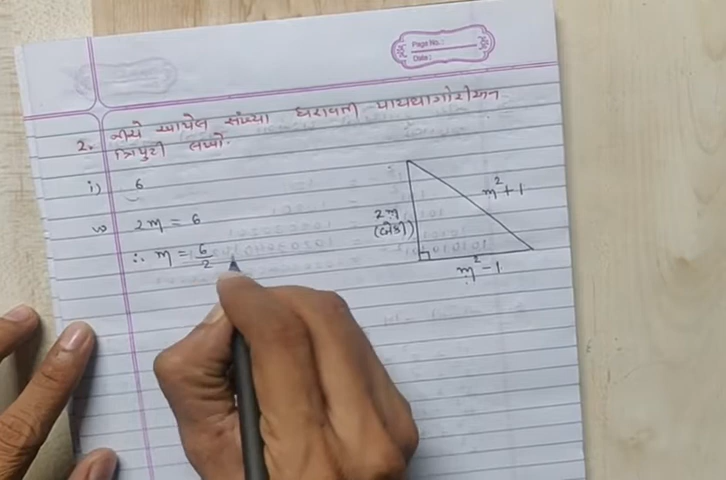 Page No.:
Date:
2. નીચે આપેલ સંખ્યા ધરાવતી પાયથાગોરીયન
ત્રિપુટી લખો.
i) 6
2m = 6
∴ m = 6/2
2m
(બેકી)
m² + 1
m² - 1